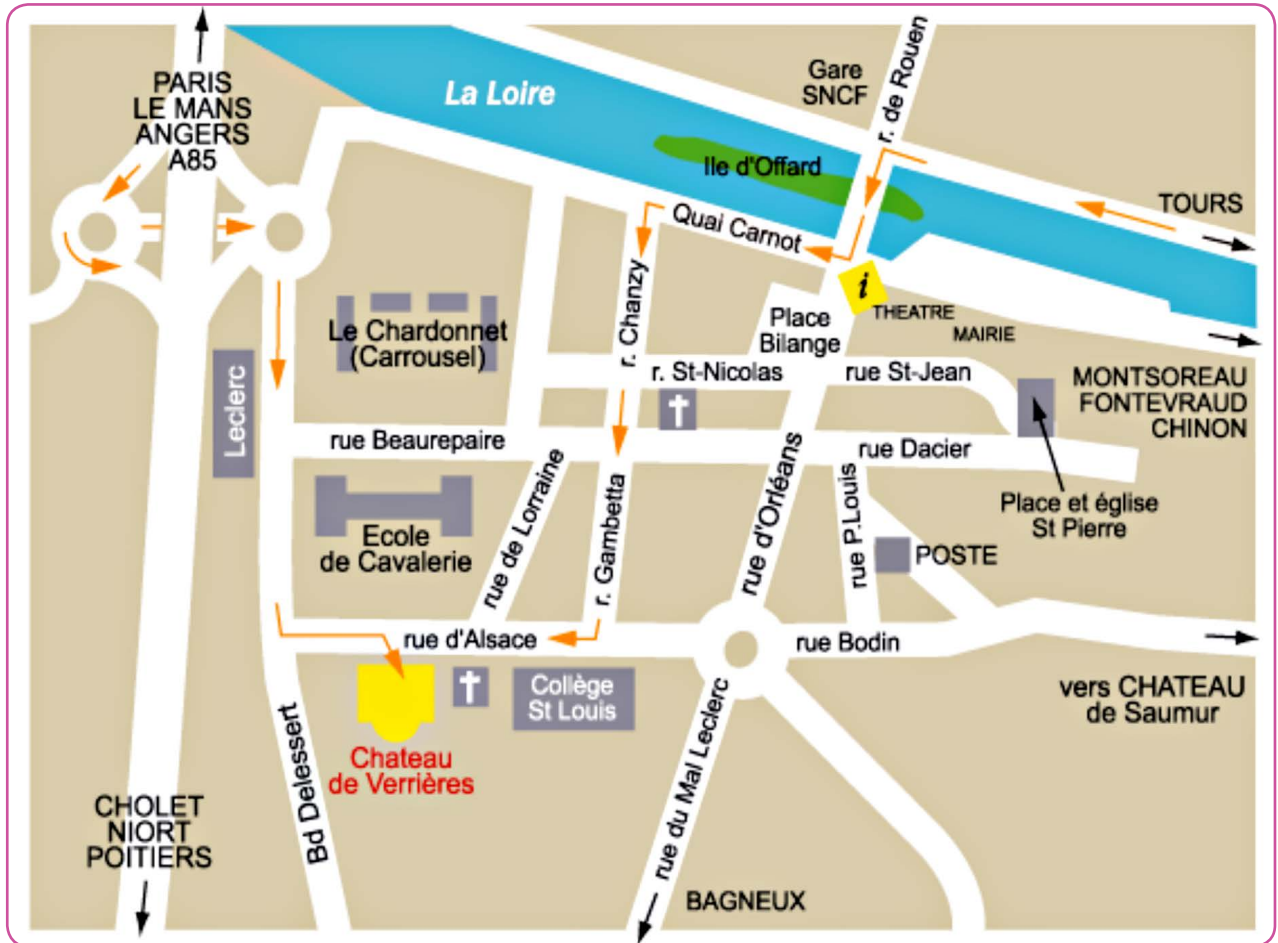 PARIS
LE MANS
ANGERS
A85
La Loire
Gare
SNCF
r. de Rouen
Ile d'Offard
TOURS
Quai Carnot
r. Chanzy
i
THEATRE
MAIRIE
Place
Bilange
Le Chardonnet
(Carrousel)
r. St-Nicolas
rue St-Jean
MONTSOREAU
FONTEVRAUD
CHINON
Leclerc
rue Beaurepaire
rue Dacier
rue de Lorraine
r. Gambetta
rue d'Orléans
rue P.Louis
Place et église
St Pierre
Ecole
de Cavalerie
POSTE
rue d'Alsace
rue Bodin
Collège
St Louis
vers CHATEAU
de Saumur
Chateau
de Verrières
Bd Delessert
rue du Mal Leclerc
CHOLET
NIORT
POITIERS
BAGNEUX